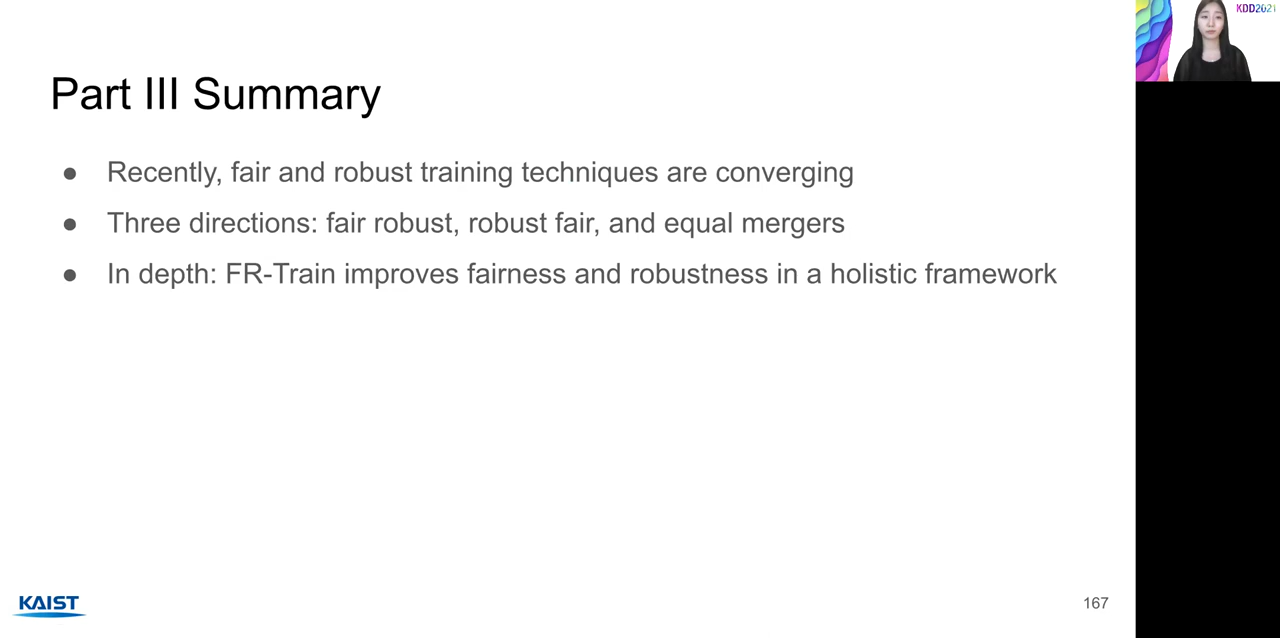 KDD2021
Part III Summary
● Recently, fair and robust training techniques are converging
● Three directions: fair robust, robust fair, and equal mergers
● In depth: FR-Train improves fairness and robustness in a holistic framework
KAIST
167